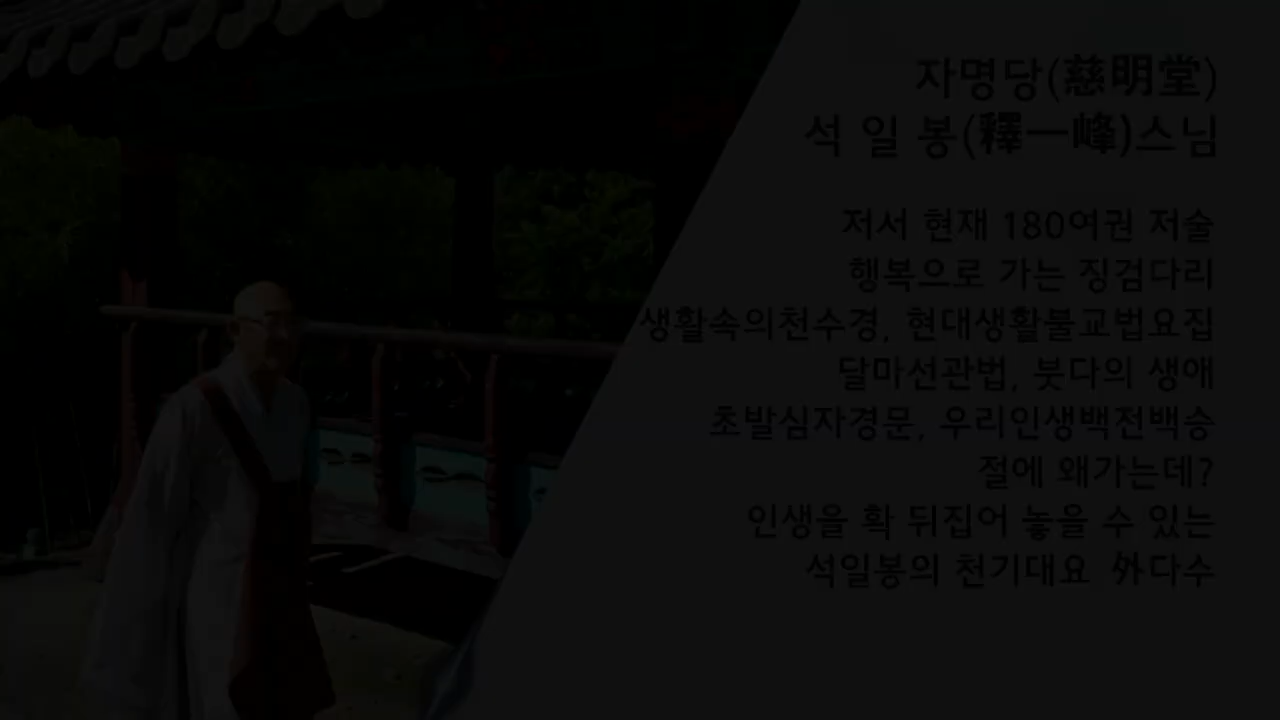 자명당(慈明堂)
석 일 봉(釋一峰)스님
저서 현재 180여권 저술
행복으로 가는 징검다리
생활속의천수경, 현대생활불교법요집
달마선관법, 붓다의 생애
초발심자경문, 우리인생백전백승
절에 왜가는데?
인생을 확 뒤집어 놓을 수 있는
석일봉의 천기대요 外다수